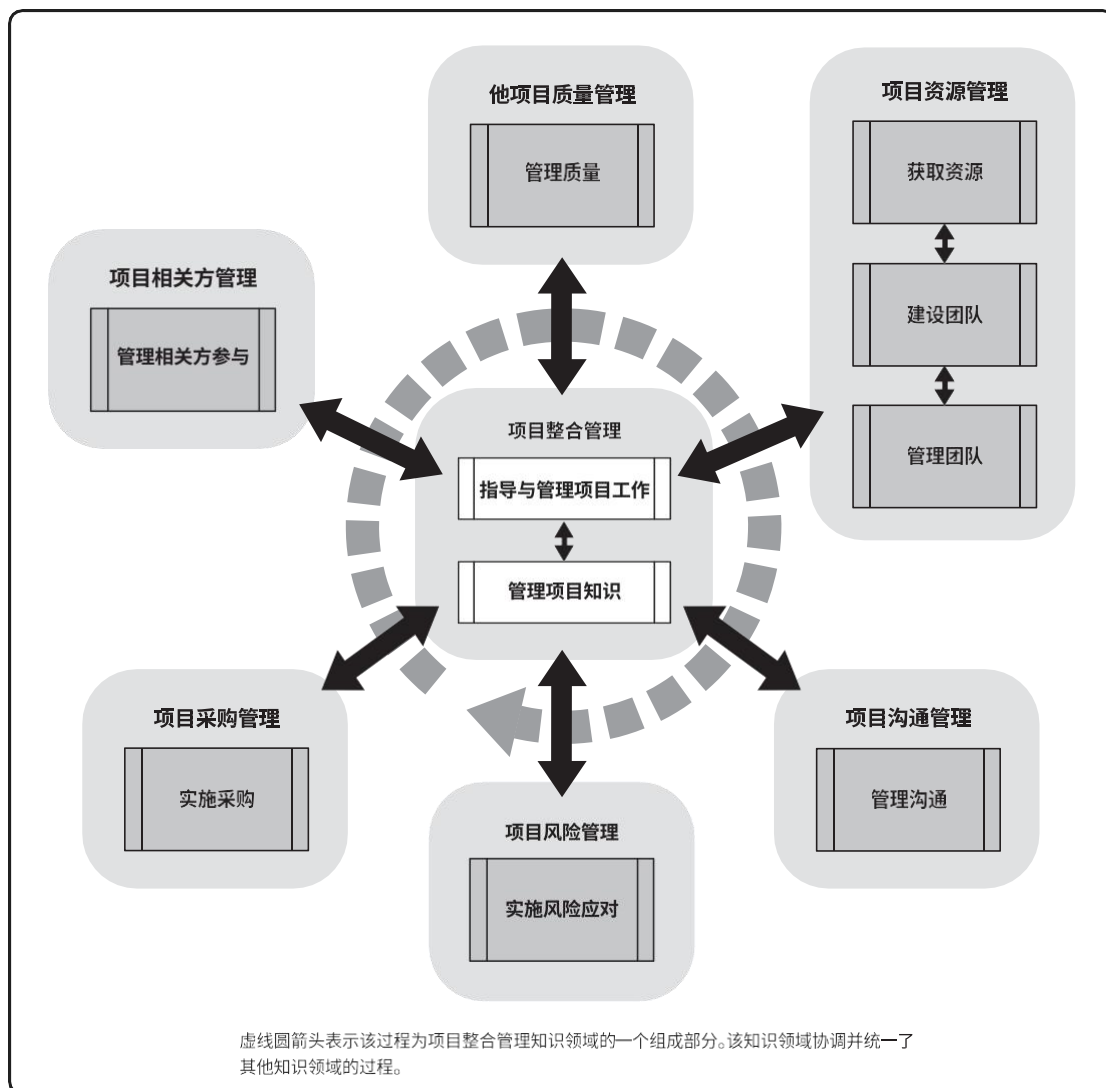 他项目质量管理
管理质量
项目资源管理
获取资源
建设团队
管理团队
项目相关方管理
管理相关方参与
项目整合管理
指导与管理项目工作
管理项目知识
项目采购管理
实施采购
项目风险管理
实施风险应对
项目沟通管理
管理沟通
虚线圆箭头表示该过程为项目整合管理知识领域的一个组成部分。该知识领域协调并统一了
其他知识领域的过程。